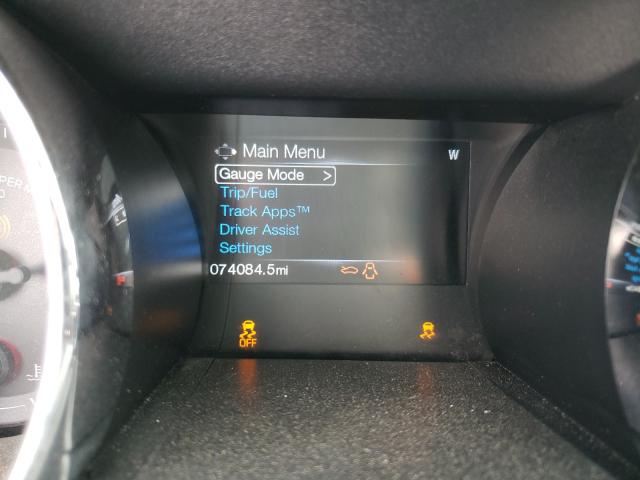 Main Menu
W
Gauge Mode >
Trip/Fuel
Track Apps™
Driver Assist
Settings
074084.5mi
OFF